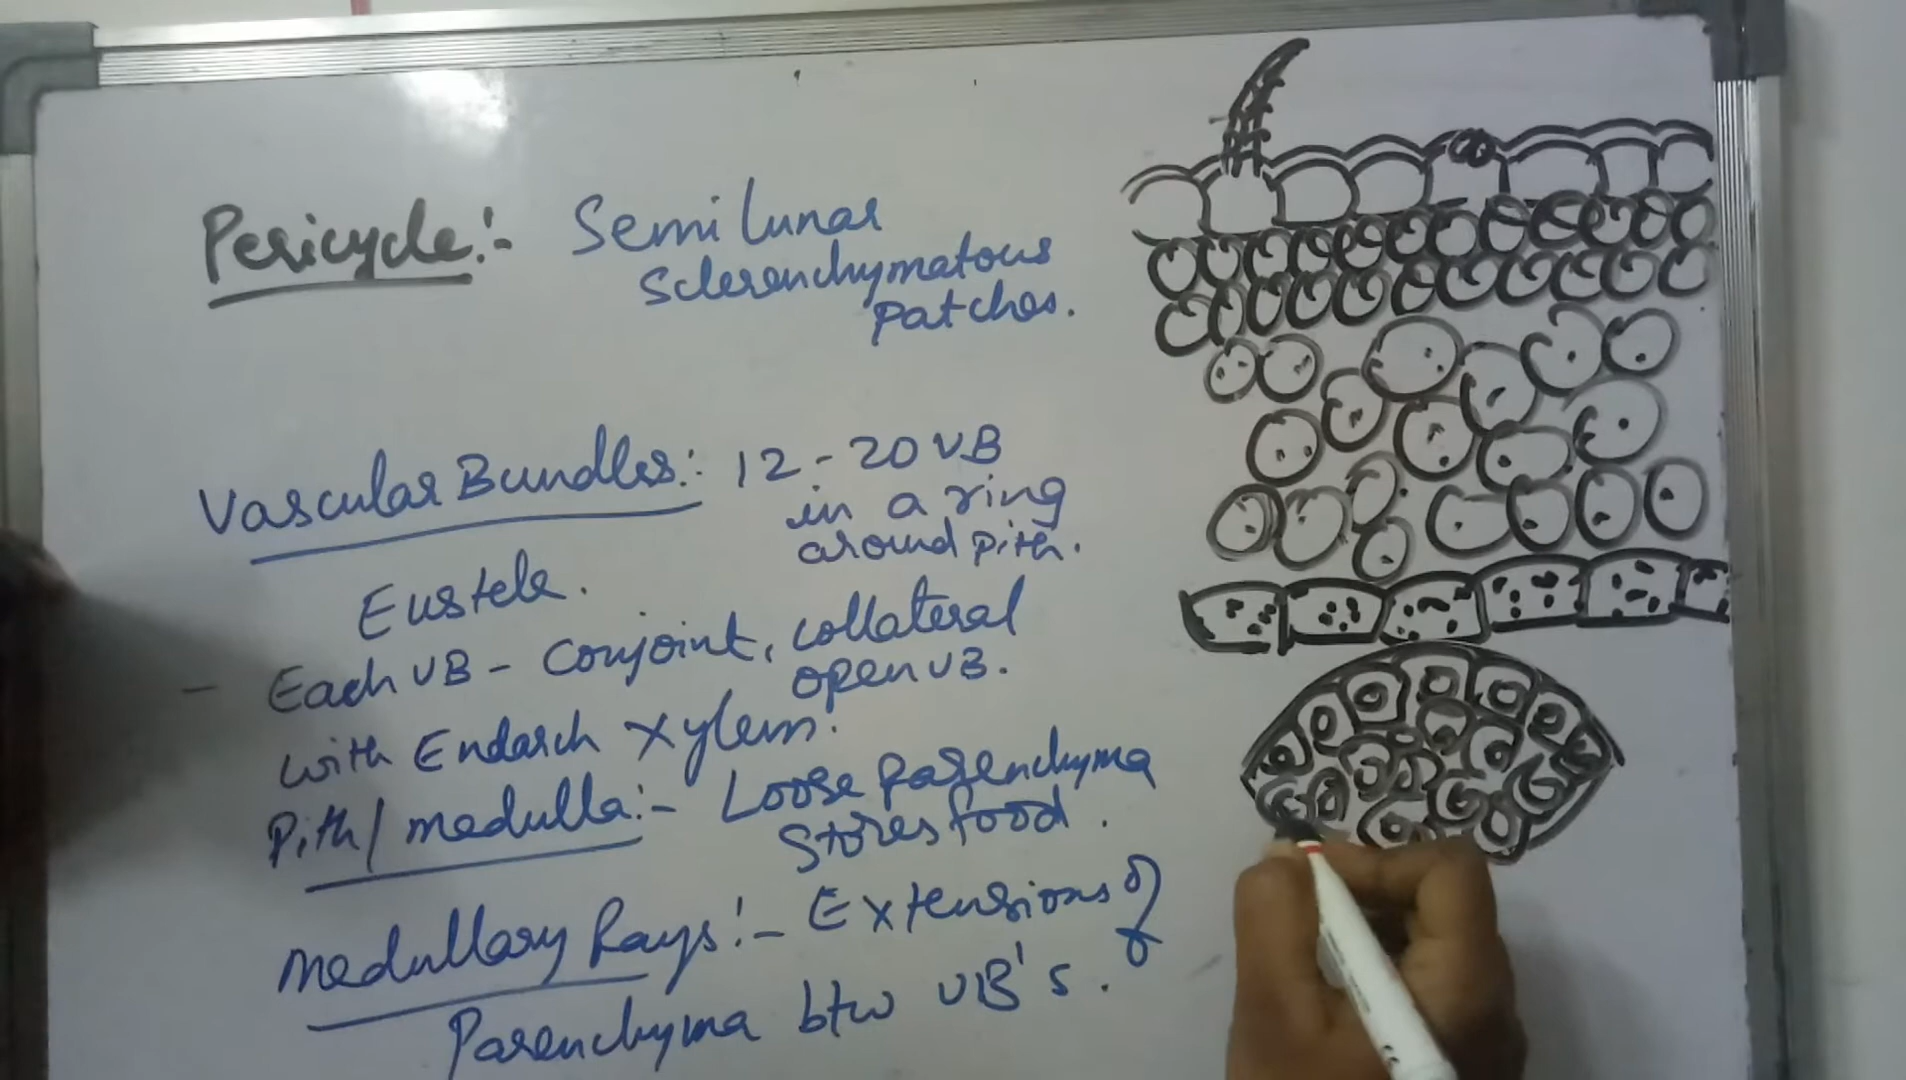 Pericycle:- Semilunar
Sclerenchymatous
patches.
Vascular Bundles: 12-20 VB
in a ring
around pith.
Eustele.
- Each VB - Conjoint, collateral
open VB.
with Endarch Xylem.
Pith/medulla:- Loose parenchyma
Stores food.
Medullary Rays:- Extensions of
Parenchyma btw VB's.